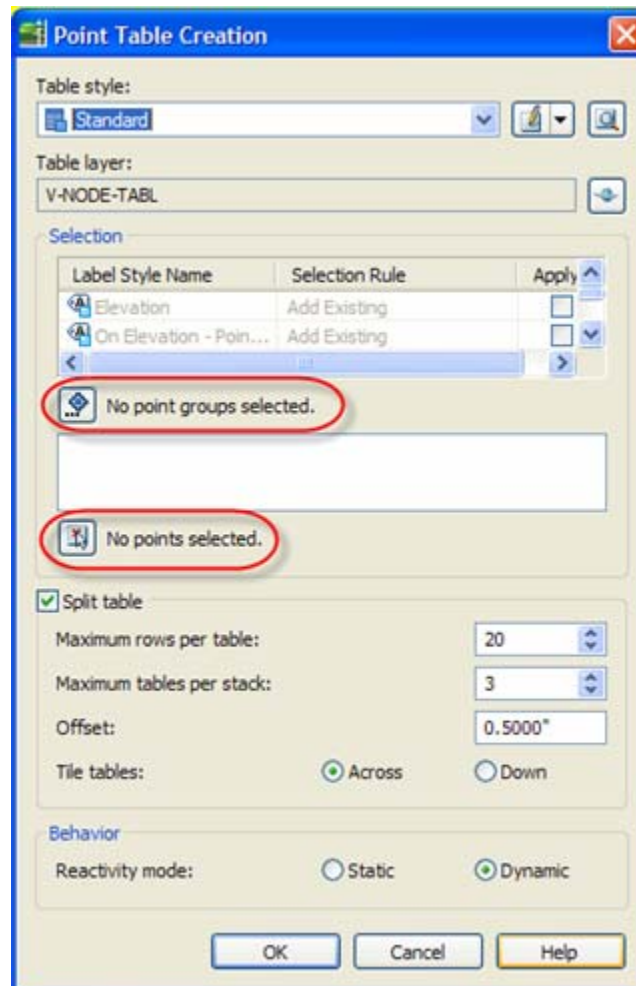 Point Table Creation
Table style:
Standard
Table layer:
V-NODE-TABL
Selection
Label Style Name Selection Rule Apply
Elevation Add Existing
On Elevation - Poin... Add Existing
No point groups selected.
No points selected.
Split table
Maximum rows per table: 20
Maximum tables per stack: 3
Offset: 0.5000"
Tile tables: Across Down
Behavior
Reactivity mode: Static Dynamic
OK Cancel Help